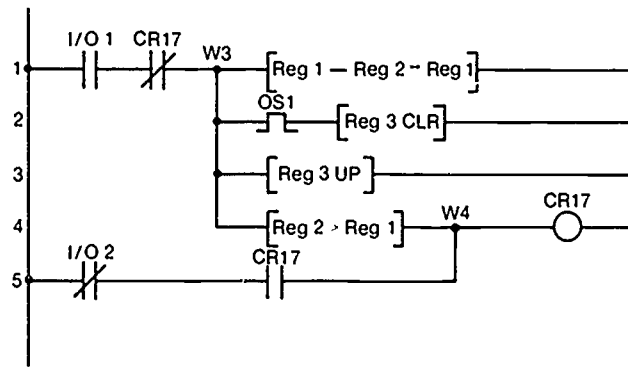 I/O 1 CR17 W3
1 Reg 1 – Reg 2 → Reg 1
OS1
2 Reg 3 CLR
3 Reg 3 UP
W4 CR17
4 Reg 2 > Reg 1
I/O 2 CR17
5